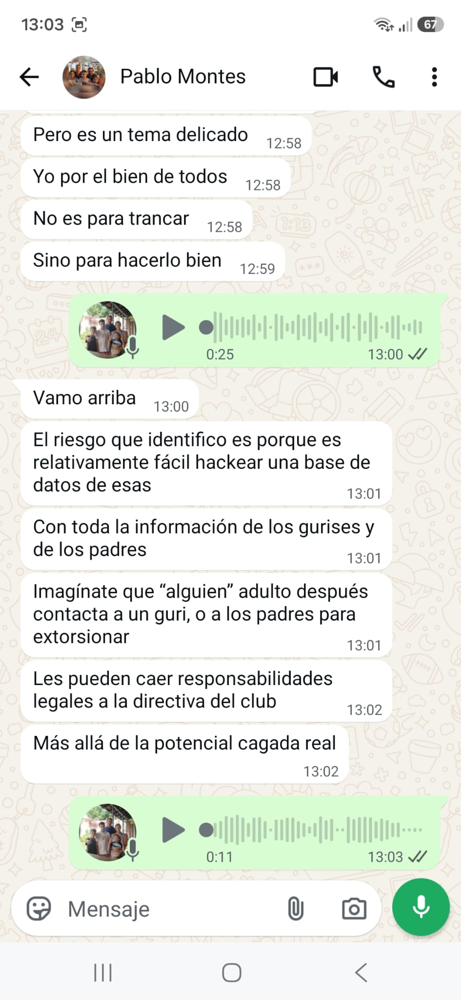 13:03
67
Pablo Montes
Pero es un tema delicado
12:58
Yo por el bien de todos
12:58
No es para trancar
12:58
Sino para hacerlo bien
12:59
0:25
13:00
Vamo arriba
13:00
El riesgo que identifico es porque es
relativamente fácil hackear una base de
datos de esas
13:01
Con toda la información de los gurises y
de los padres
13:01
Imagínate que “alguien” adulto después
contacta a un guri, o a los padres para
extorsionar
13:01
Les pueden caer responsabilidades
legales a la directiva del club
13:02
Más allá de la potencial cagada real
13:02
0:11
13:03
Mensaje